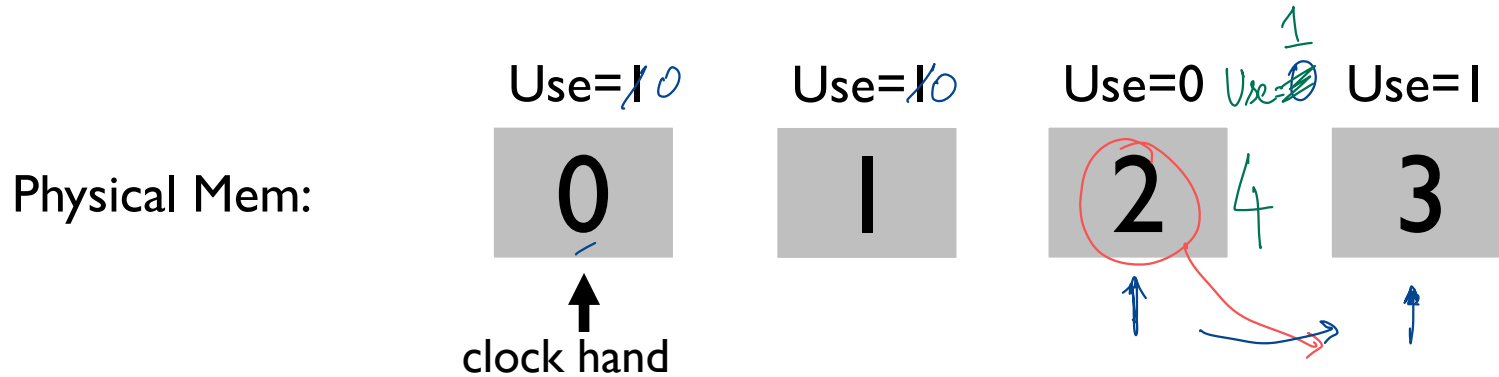 1
Use=1 0 Use=1 0 Use=0 Use=0 Use=1
Physical Mem: 0 1 2 4 3
clock hand